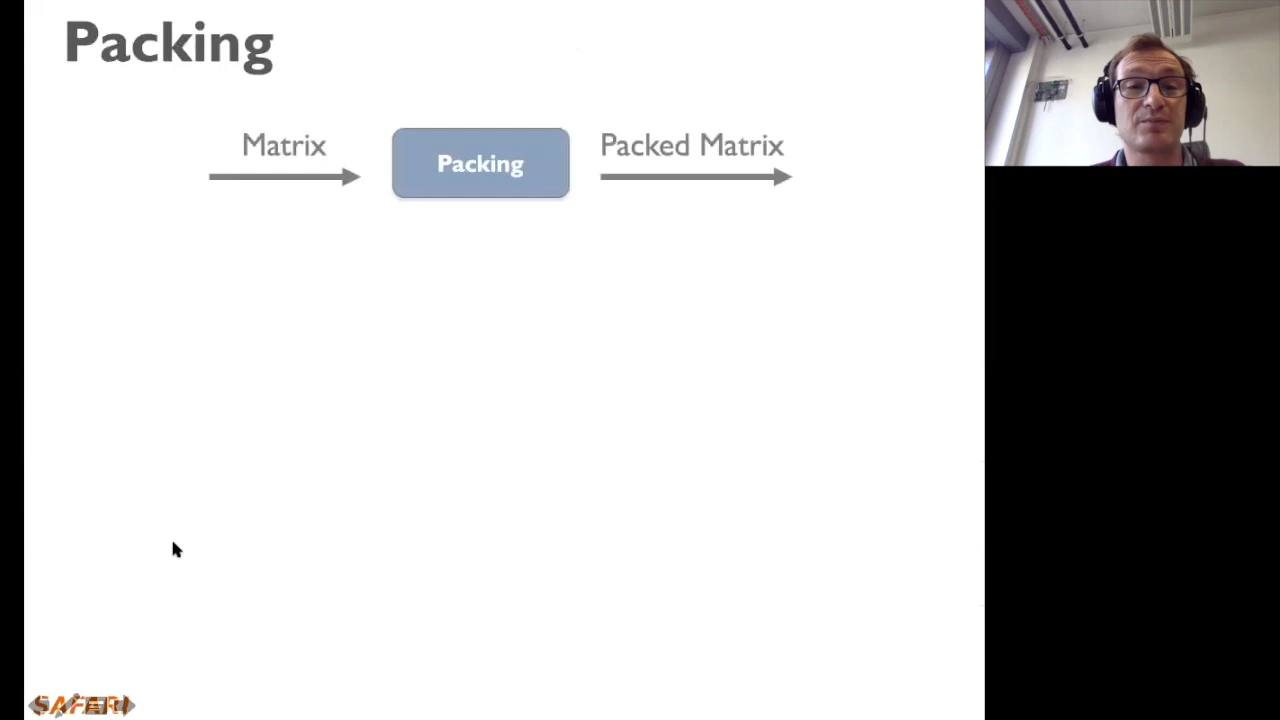 Packing
Matrix
Packing
Packed Matrix
SAFARI